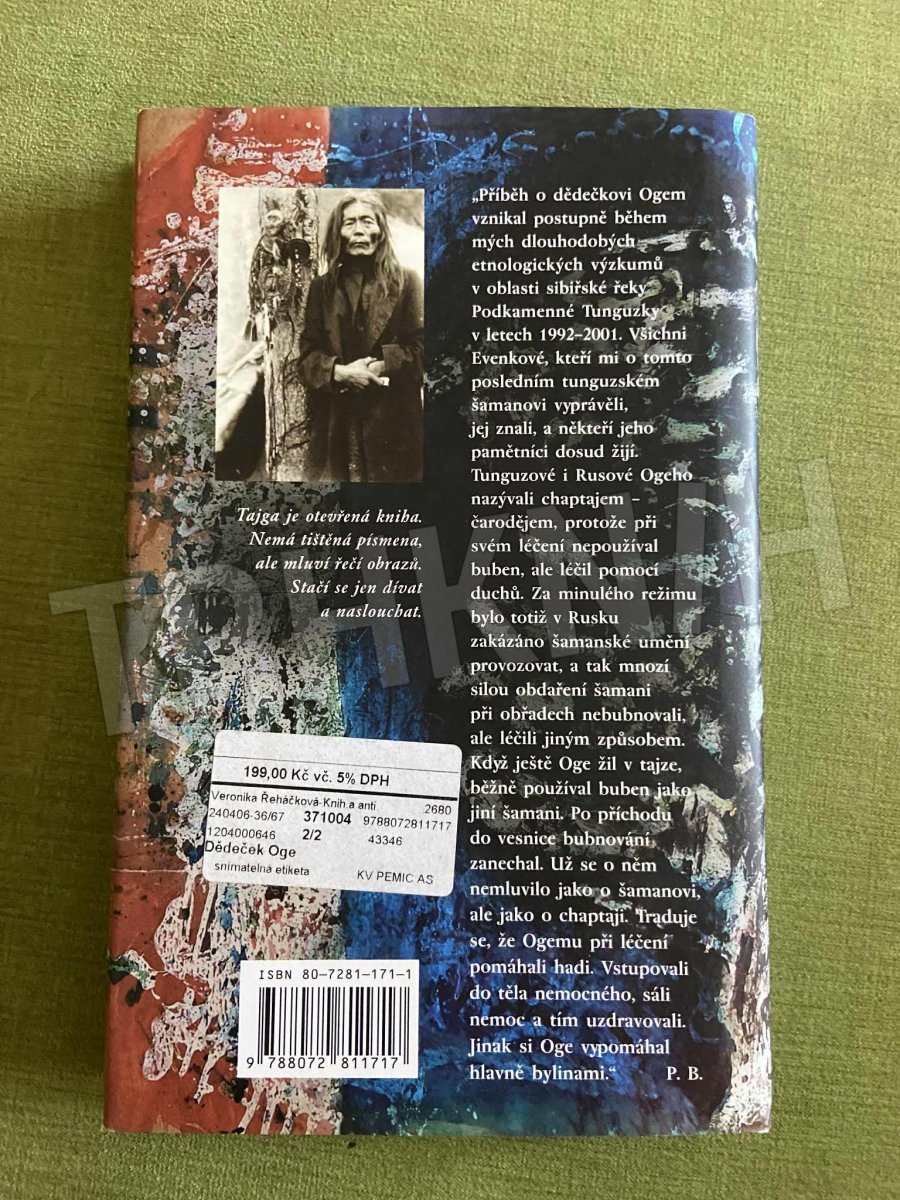 „Příběh o dědečkovi Ogem
vznikal postupně během
mých dlouhodobých
etnologických výzkumů
v oblasti sibiřské řeky
Podkamenné Tunguzky
v letech 1992–2001. Všichni
Evenkové, kteří mi o tomto
posledním tunguzském
šamanovi vyprávěli,
jej znali, a někteří jeho
pamětníci dosud žijí.
Tunguzové i Rusové Ogeho
nazývali chaptajem –
čarodějem, protože při
svém léčení nepoužíval
buben, ale léčil pomocí
duchů. Za minulého režimu
bylo totiž v Rusku
zakázáno šamanské umění
provozovat, a tak mnozí
silou obdaření šamani
při obřadech nebubnovali,
ale léčili jiným způsobem.
Když ještě Oge žil v tajze,
běžně používal buben jako
jiní šamani. Po příchodu
do vesnice bubnování
zanechal. Už se o něm
nemluvilo jako o šamanovi,
ale jako o chaptaji. Traduje
se, že Ogemu při léčení
pomáhali hadi. Vstupovali
do těla nemocného, sáli
nemoc a tím uzdravovali.
Jinak si Oge vypomáhal
hlavně bylinami.“ P. B.
Tajga je otevřená kniha.
Nemá tištěná písmena,
ale mluví řečí obrazů.
Stačí se jen dívat
a naslouchat.
199,00 Kč vč. 5% DPH
Veronika Řeháčková-Knih.a anti 2680
240406-36/67 371004 9788072811717
1204000646 2/2 43346
Dědeček Oge
snímatelná etiketa KV PEMIC AS
ISBN 80-7281-171-1
9 788072 811717